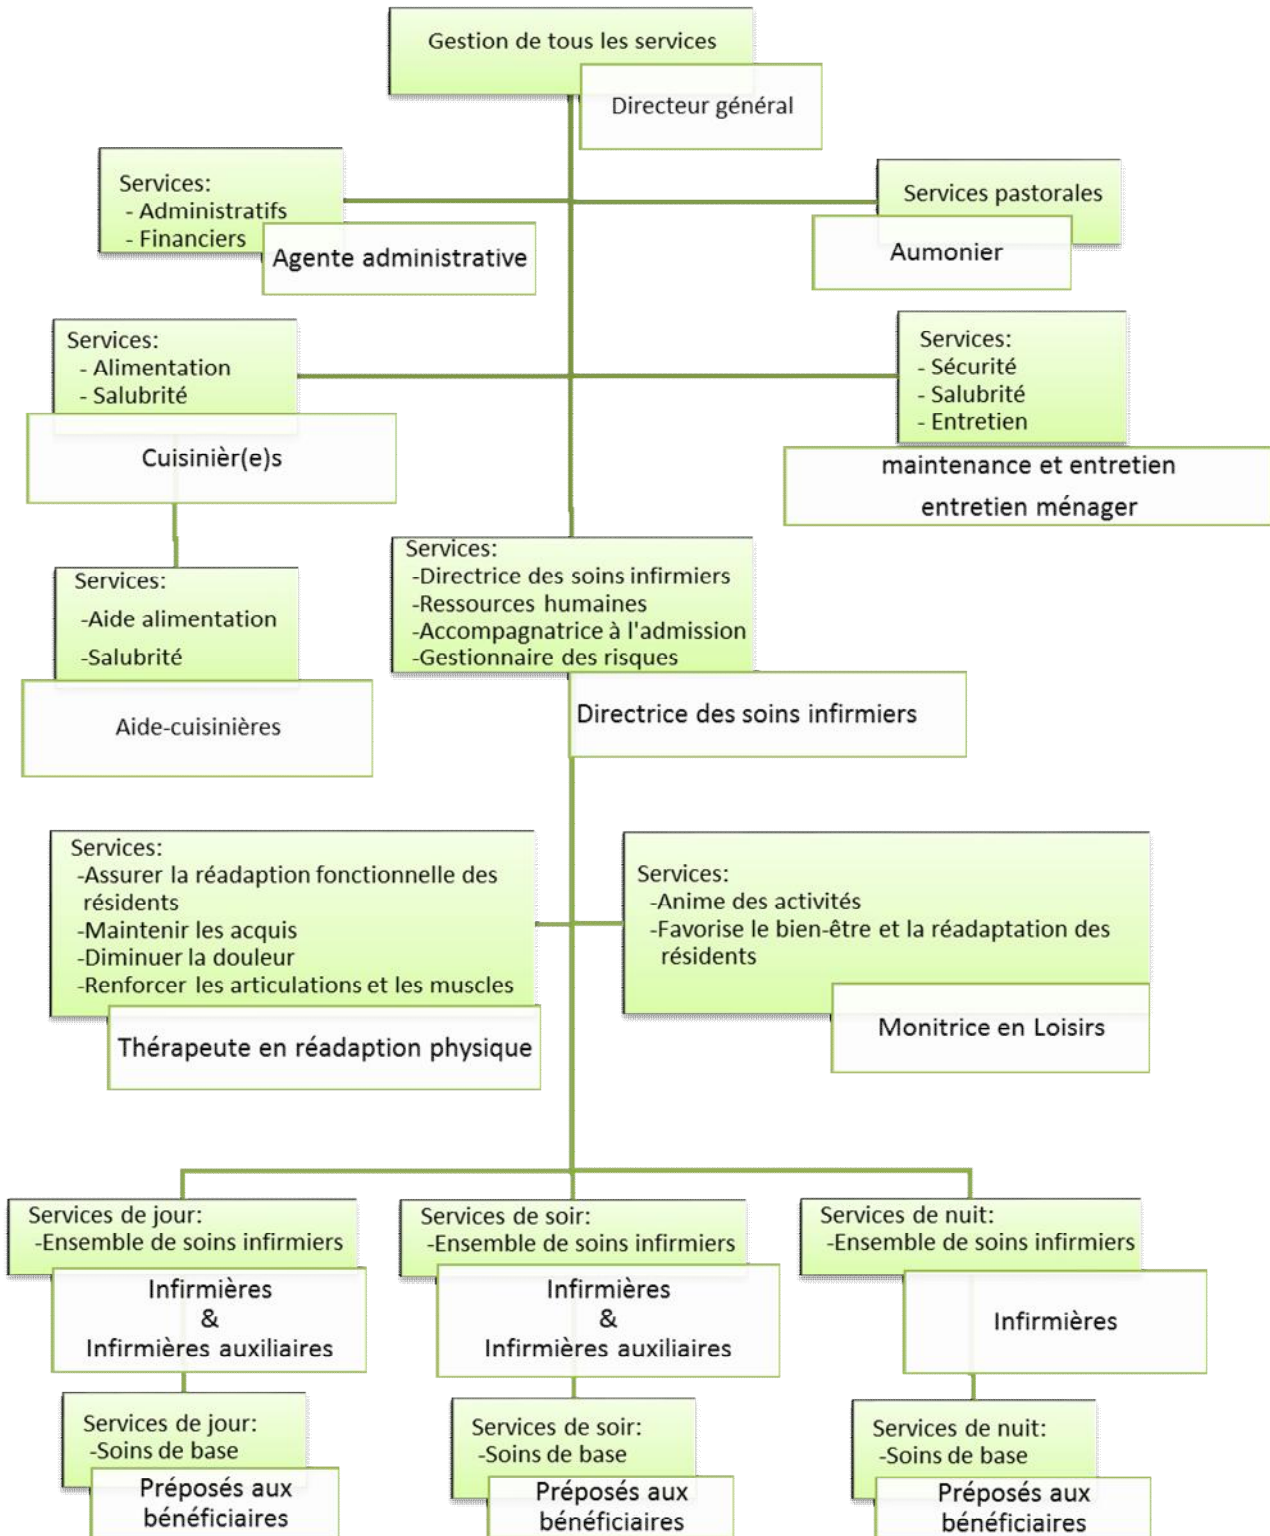 Gestion de tous les services
Directeur général
Services:
- Administratifs
- Financiers
Agente administrative
Services pastorales
Aumonier
Services:
- Alimentation
- Salubrité
Cuisinièr(e)s
Services:
- Sécurité
- Salubrité
- Entretien
maintenance et entretien
entretien ménager
Services:
-Aide alimentation
-Salubrité
Aide-cuisinières
Services:
-Directrice des soins infirmiers
-Ressources humaines
-Accompagnatrice à l'admission
-Gestionnaire des risques
Directrice des soins infirmiers
Services:
-Assurer la réadaption fonctionnelle des
résidents
-Maintenir les acquis
-Diminuer la douleur
-Renforcer les articulations et les muscles
Thérapeute en réadaption physique
Services:
-Anime des activités
-Favorise le bien-être et la réadaptation des
résidents
Monitrice en Loisirs
Services de jour:
-Ensemble de soins infirmiers
Infirmières
&
Infirmières auxiliaires
Services de soir:
-Ensemble de soins infirmiers
Infirmières
&
Infirmières auxiliaires
Services de nuit:
-Ensemble de soins infirmiers
Infirmières
Services de jour:
-Soins de base
Préposés aux
bénéficiaires
Services de soir:
-Soins de base
Préposés aux
bénéficiaires
Services de nuit:
-Soins de base
Préposés aux
bénéficiaires